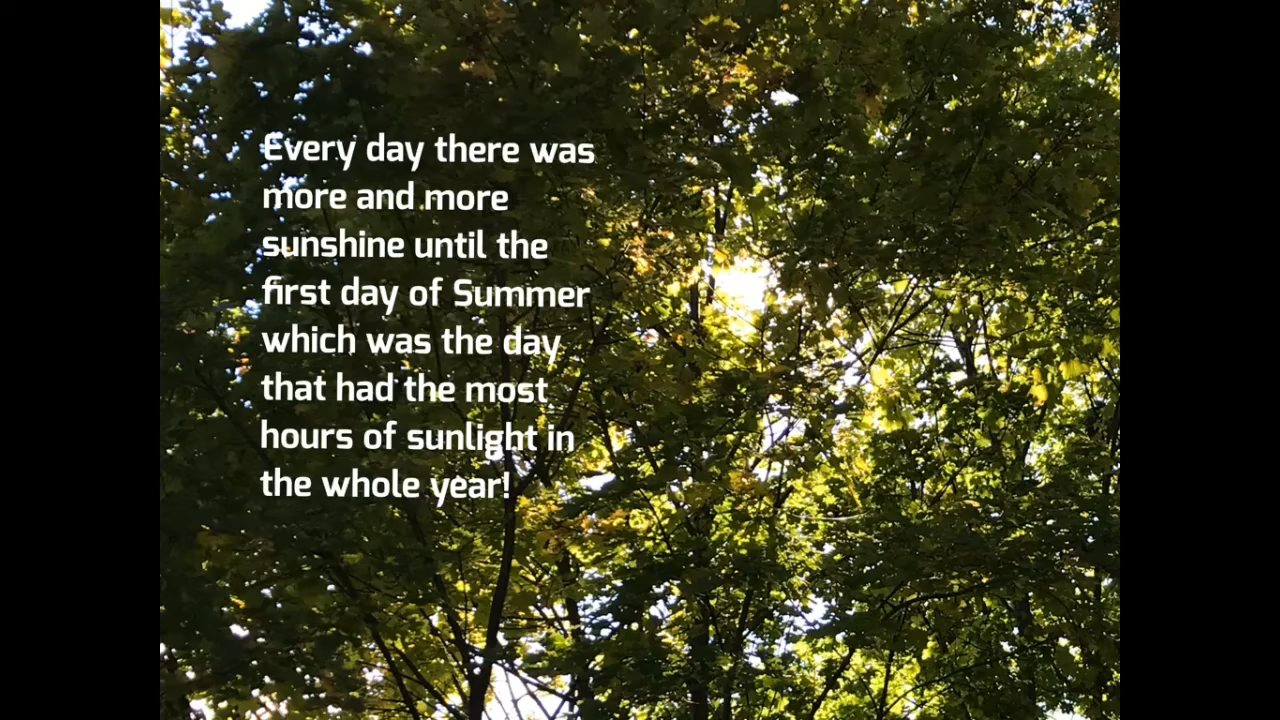 Every day there was
more and more
sunshine until the
first day of Summer
which was the day
that had the most
hours of sunlight in
the whole year!